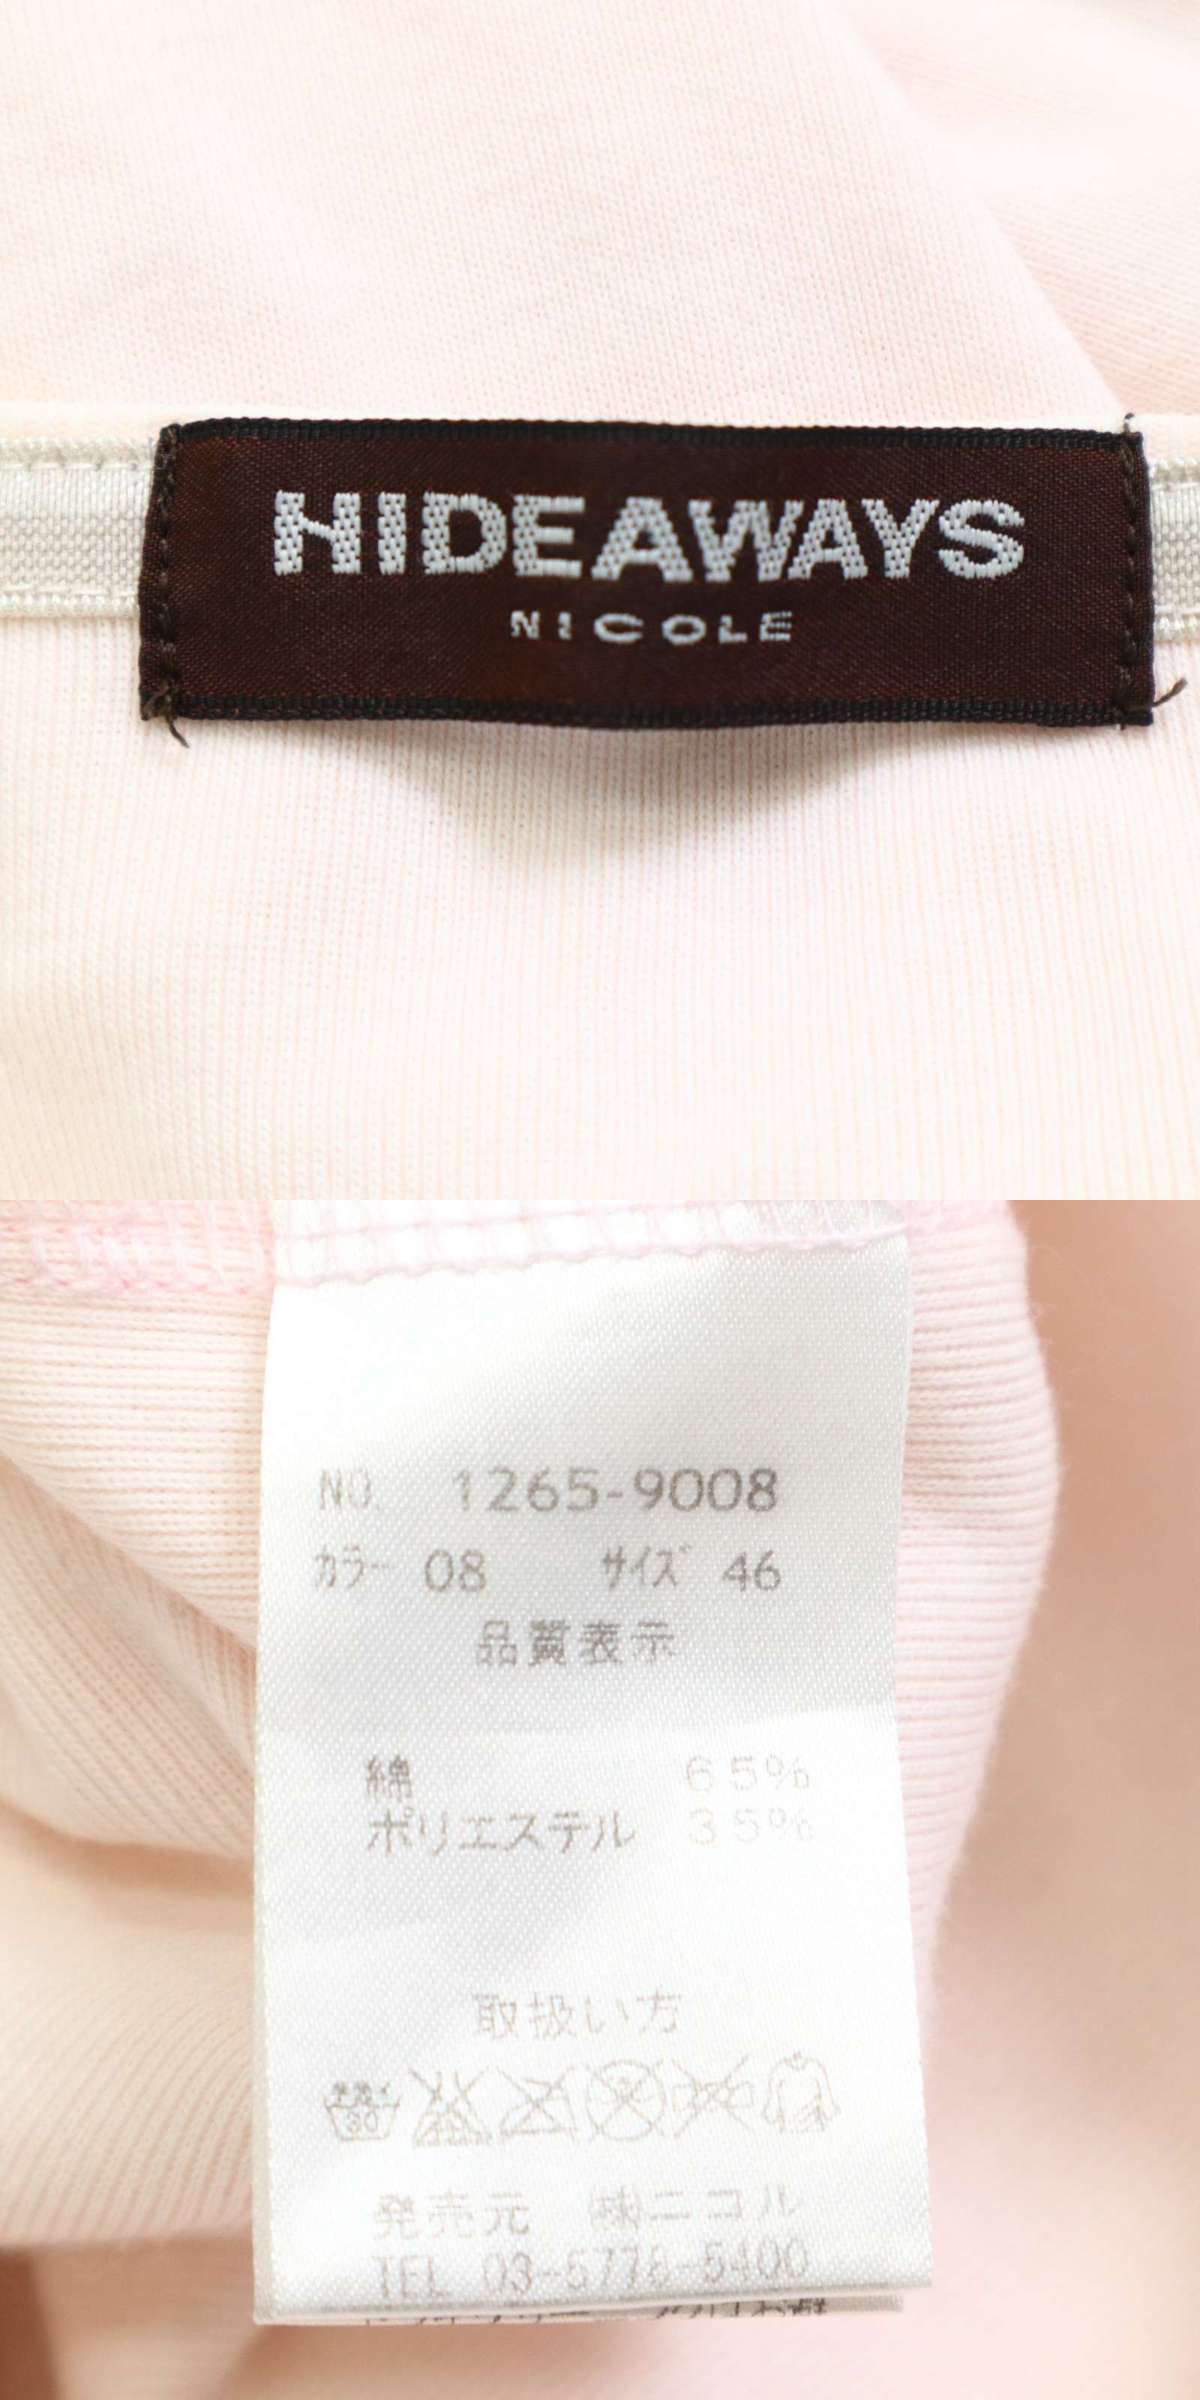 HIDEAWAYS
NICOLE
NO. 1265-9008
カラー 08 サイズ 46
品質表示
綿 65%
ポリエステル 35%
取扱い方
30
発売元 ㈱ニコル
TEL 03-5778-5400